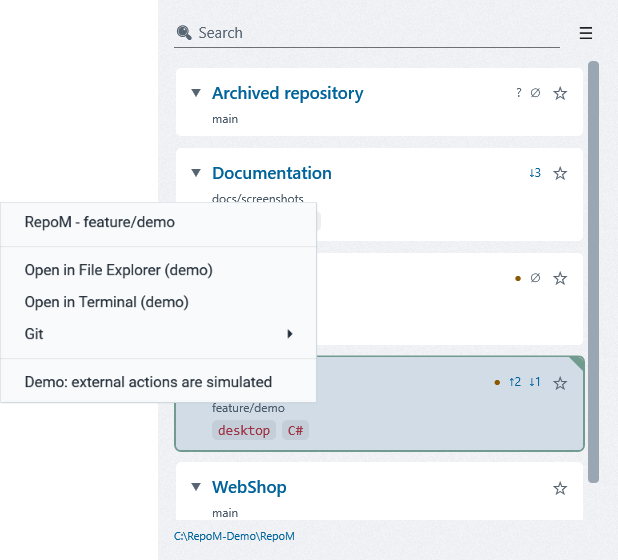 Search
Archived repository
? ∅
main
Documentation
↓3
docs/screenshots
RepoM - feature/demo
Open in File Explorer (demo)
∅
Open in Terminal (demo)
Git
Demo: external actions are simulated
↑2 ↓1
feature/demo
desktop C#
WebShop
main
C:\RepoM-Demo\RepoM